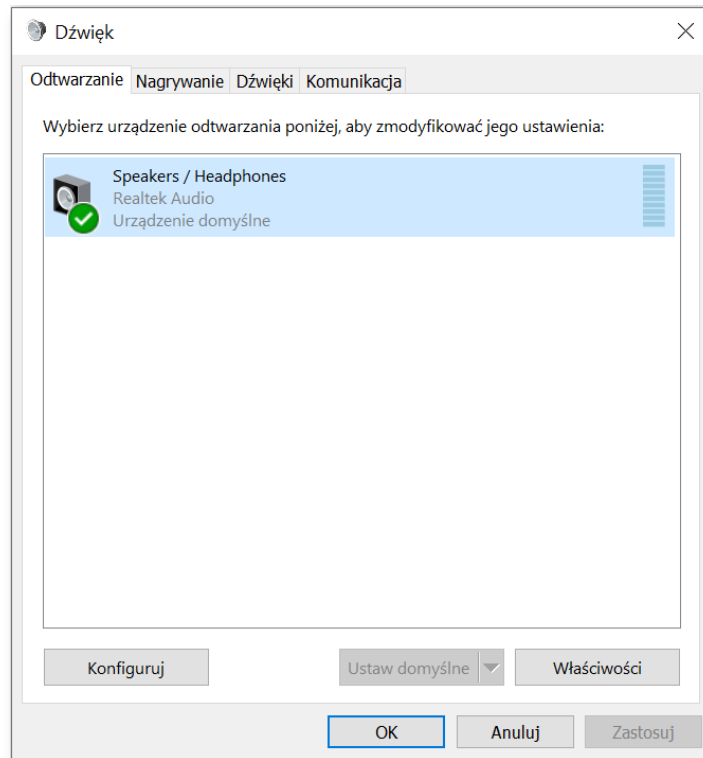 Dźwięk
Odtwarzanie Nagrywanie Dźwięki Komunikacja
Wybierz urządzenie odtwarzania poniżej, aby zmodyfikować jego ustawienia:
Speakers / Headphones
Realtek Audio
Urządzenie domyślne
Konfiguruj Ustaw domyślne Właściwości
OK Anuluj Zastosuj